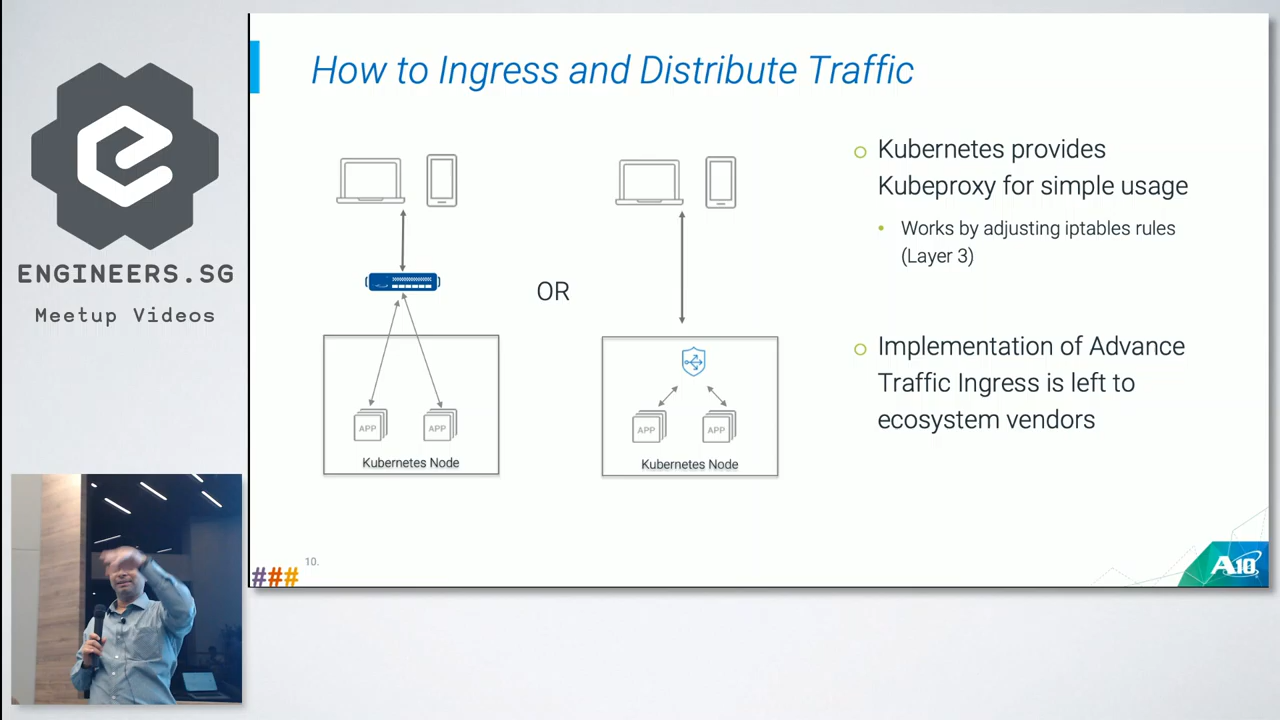 ENGINEERS.SG
Meetup Videos
How to Ingress and Distribute Traffic
OR
APP
APP
Kubernetes Node
APP
APP
Kubernetes Node
Kubernetes provides
Kubeproxy for simple usage
Works by adjusting iptables rules
(Layer 3)
Implementation of Advance
Traffic Ingress is left to
ecosystem vendors
10.
###
A10